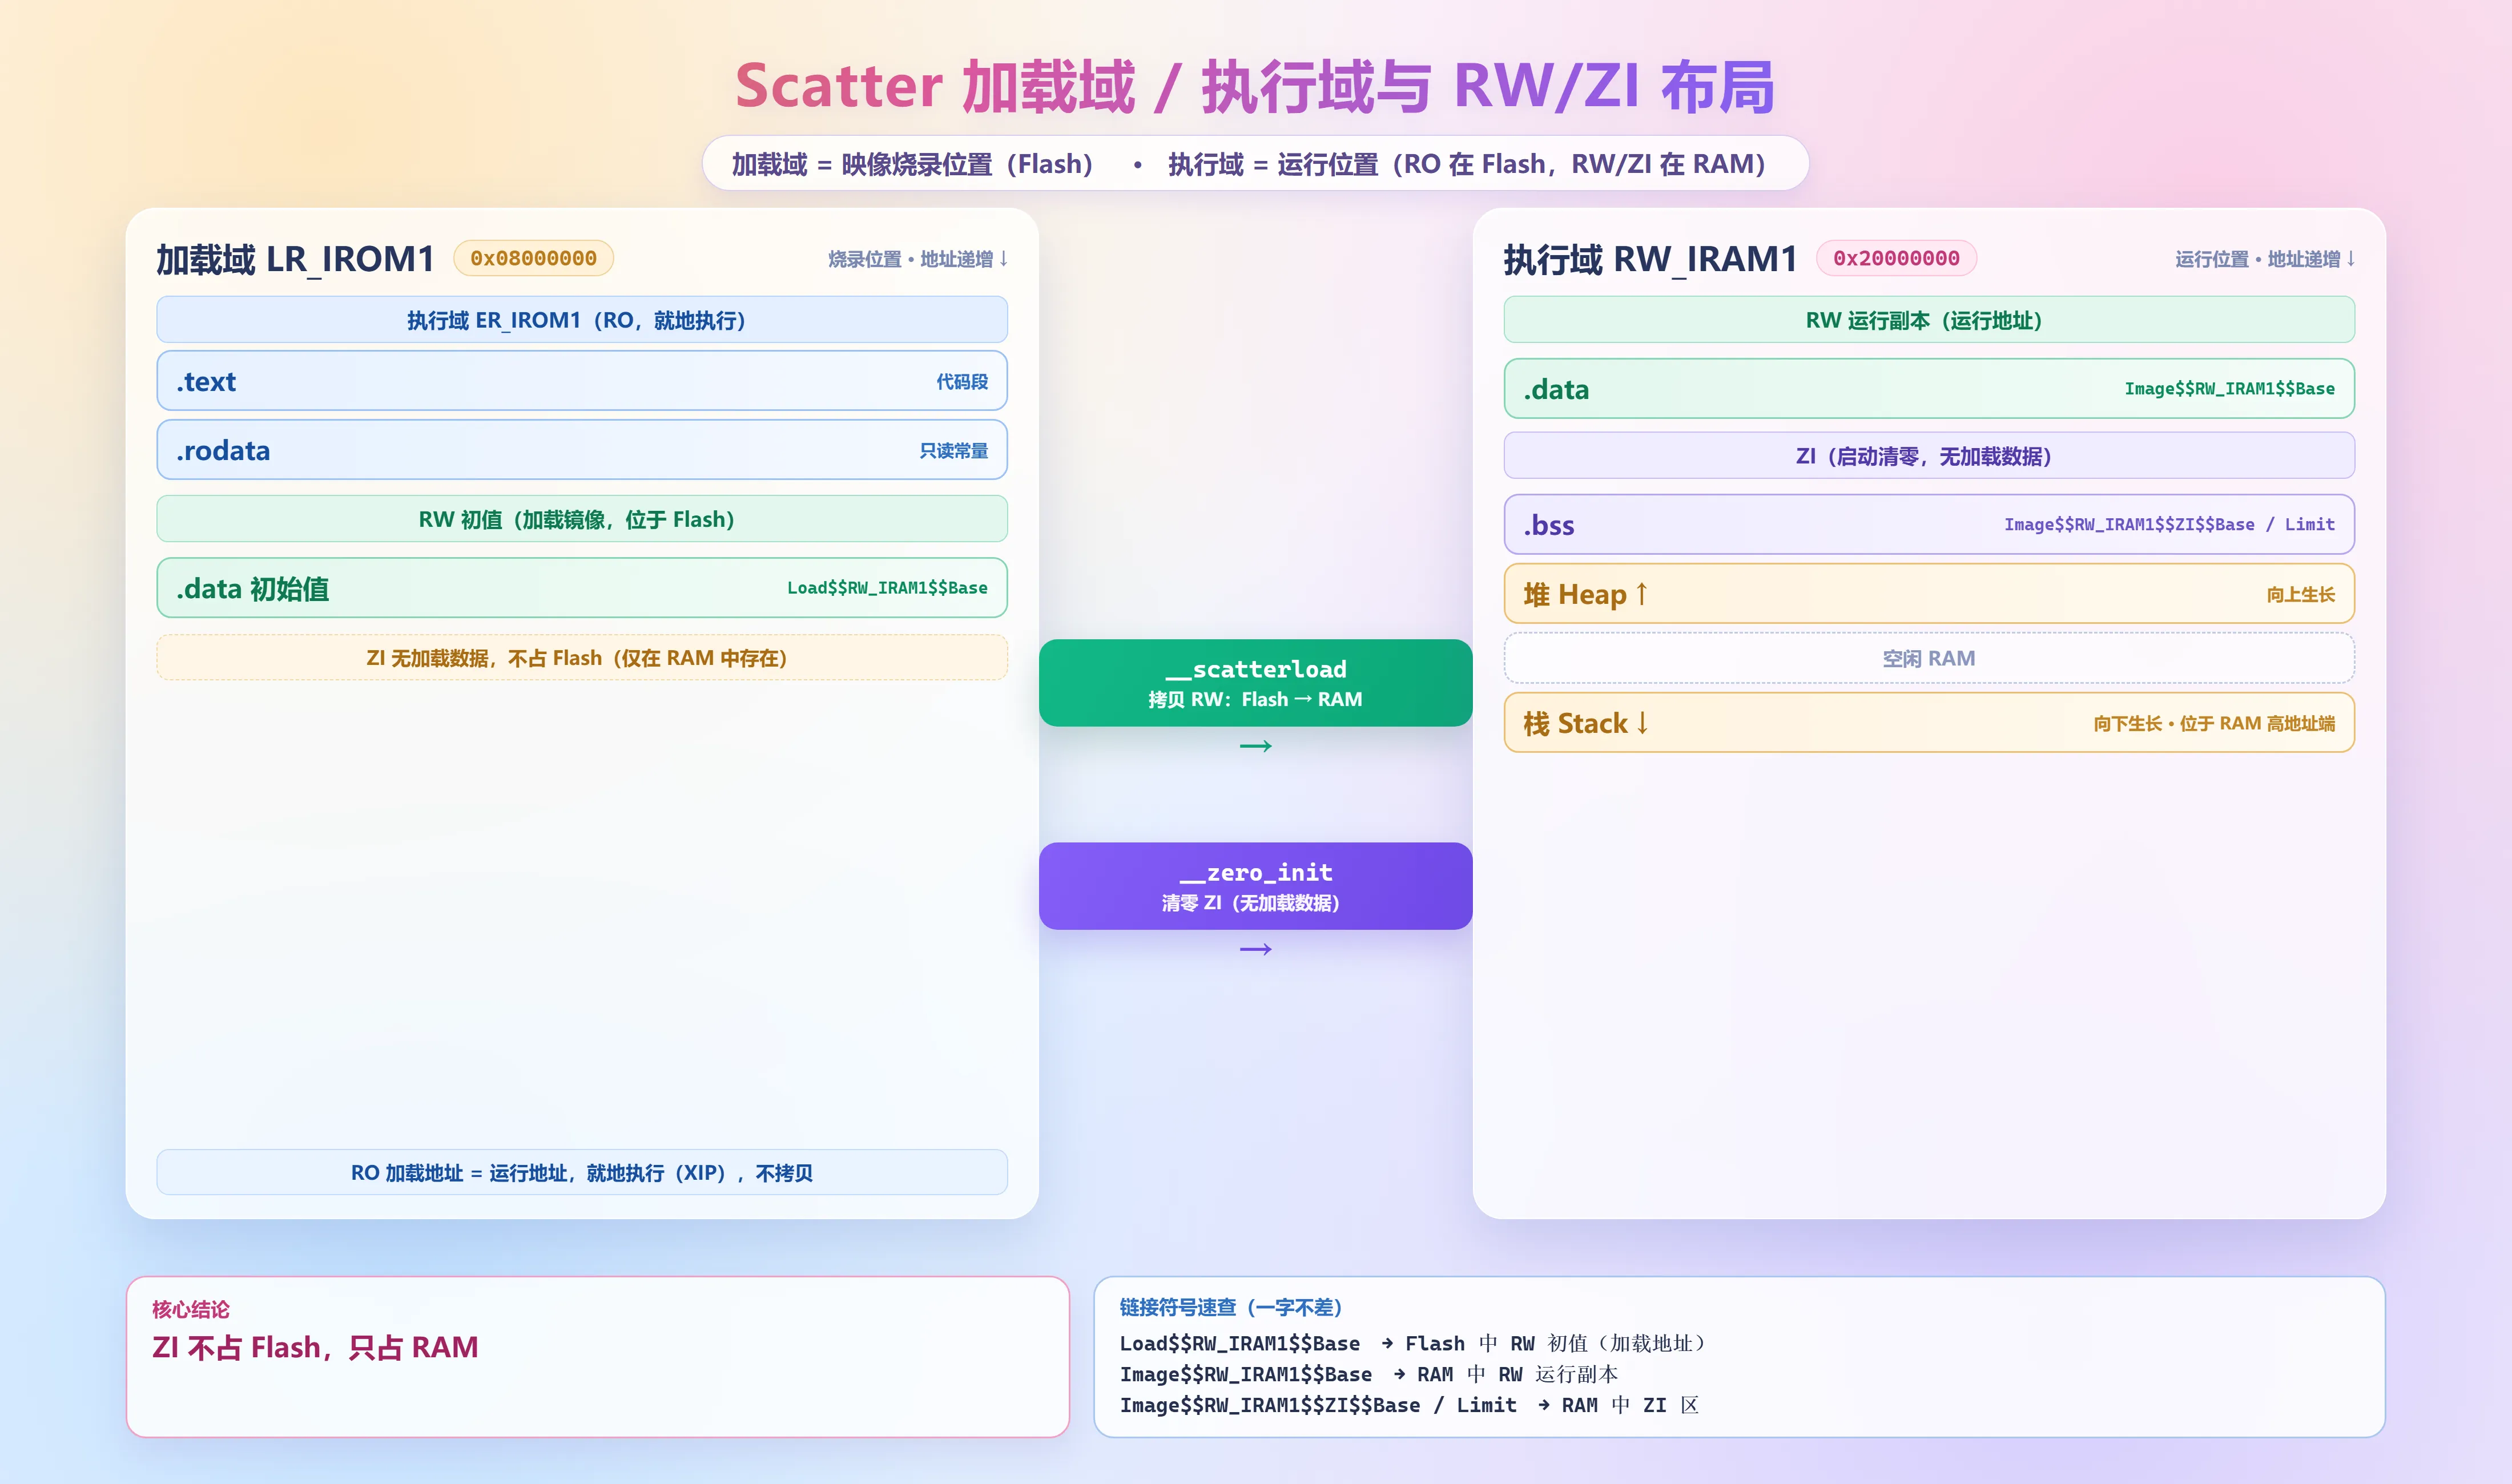 Scatter 加载域 / 执行域与 RW/ZI 布局
加载域 = 映像烧录位置（Flash） • 执行域 = 运行位置（RO 在 Flash，RW/ZI 在 RAM）
加载域 LR_IROM1 0x08000000 烧录位置 • 地址递增 ↓
执行域 ER_IROM1（RO，就地执行）
.text 代码段
.rodata 只读常量
RW 初值（加载镜像，位于 Flash）
.data 初始值 Load$$RW_IRAM1$$Base
ZI 无加载数据，不占 Flash（仅在 RAM 中存在）
RO 加载地址 = 运行地址，就地执行（XIP），不拷贝
__scatterload
拷贝 RW：Flash → RAM
→
__zero_init
清零 ZI（无加载数据）
→
执行域 RW_IRAM1 0x20000000 运行位置 • 地址递增 ↓
RW 运行副本（运行地址）
.data Image$$RW_IRAM1$$Base
ZI（启动清零，无加载数据）
.bss Image$$RW_IRAM1$$ZI$$Base / Limit
堆 Heap ↑ 向上生长
空闲 RAM
栈 Stack ↓ 向下生长 • 位于 RAM 高地址端
核心结论
ZI 不占 Flash，只占 RAM
链接符号速查（一字不差）
Load$$RW_IRAM1$$Base → Flash 中 RW 初值（加载地址）
Image$$RW_IRAM1$$Base → RAM 中 RW 运行副本
Image$$RW_IRAM1$$ZI$$Base / Limit → RAM 中 ZI 区